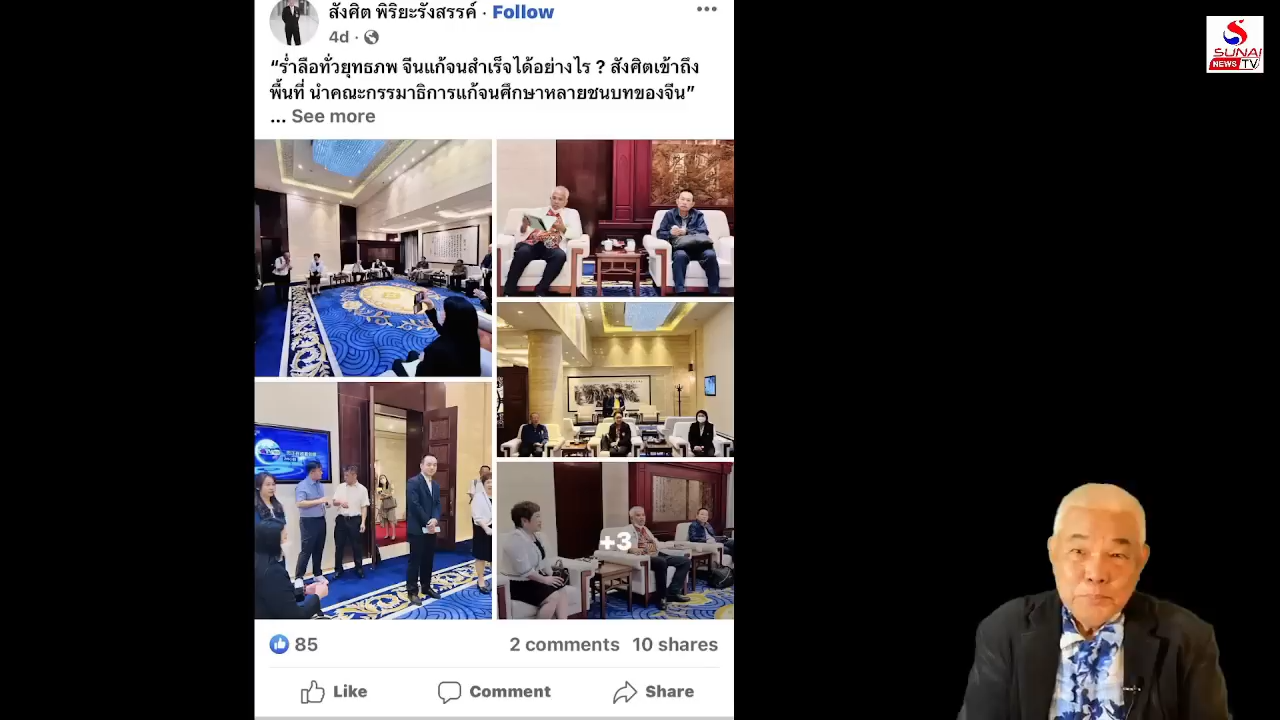 สังศิต พิริยะรังสรรค์ · Follow
4d ·
“ร่ำลือทั่วยุทธภพ จีนแก้จนสำเร็จได้อย่างไร ? สังศิตเข้าถึง
พื้นที่ นำคณะกรรมาธิการแก้จนศึกษาหลายชนบทของจีน”
... See more
+3
85
2 comments 10 shares
Like Comment Share
SUNAI
NEWS TV